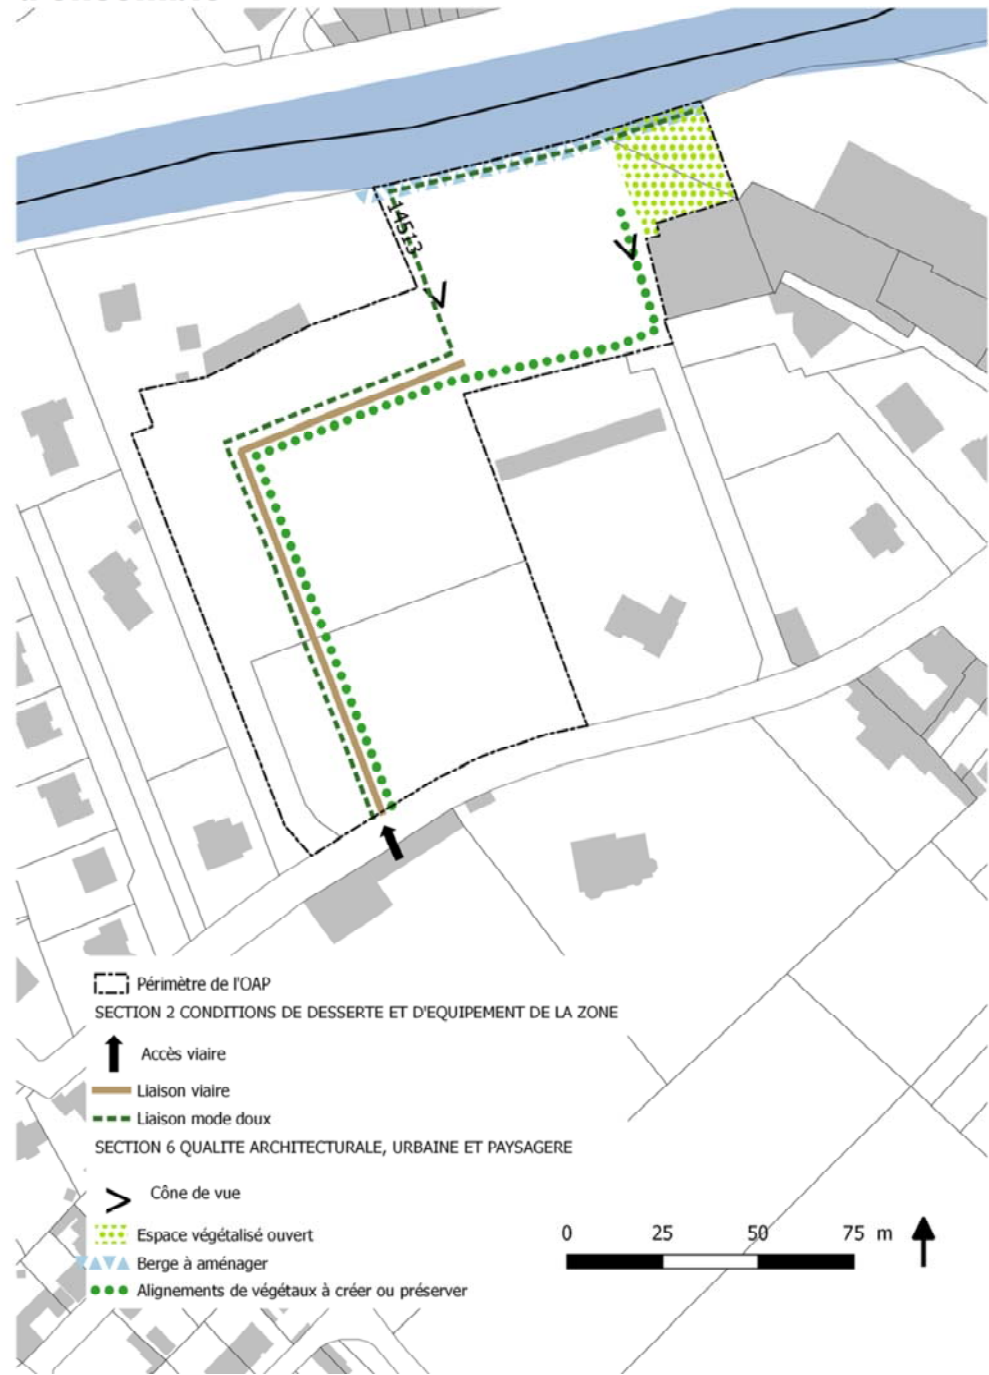 14513
Périmètre de l'OAP
SECTION 2 CONDITIONS DE DESSERTE ET D'EQUIPEMENT DE LA ZONE
Accès viaire
Liaison viaire
Liaison mode doux
SECTION 6 QUALITE ARCHITECTURALE, URBAINE ET PAYSAGERE
Cône de vue
Espace végétalisé ouvert
Berge à aménager
Alignements de végétaux à créer ou préserver
0 25 50 75 m